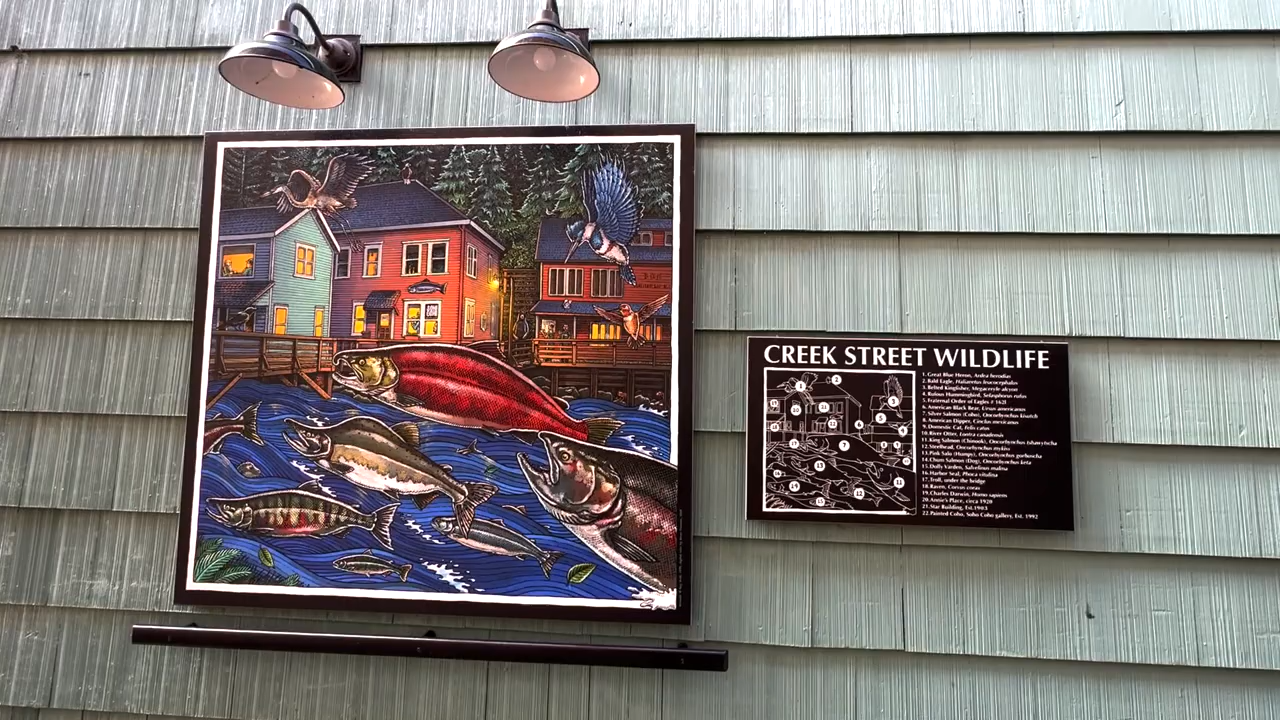 CREEK STREET WILDLIFE
1. Great Blue Heron, Ardea herodias
2. Bald Eagle, Haliaeetus leucocephalus
3. Belted Kingfisher, Megaceryle alcyon
4. Rufous Hummingbird, Selasphorus rufus
5. Fraternal Order of Eagles # 162
6. American Black Bear, Ursus americanus
7. Silver Salmon (Coho), Oncorhynchus kisutch
8. American Dipper, Cinclus mexicanus
9. Domestic Cat, Felis catus
10. River Otter, Lontra canadensis
11. King Salmon (Chinook), Oncorhynchus tshawytscha
12. Steelhead, Oncorhynchus mykiss
13. Pink Salmon (Humpy), Oncorhynchus gorbuscha
14. Chum Salmon (Dog), Oncorhynchus keta
15. Dolly Varden, Salvelinus malma
16. Harbor Seal, Phoca vitulina
17. Troll, under the bridge
18. Raven, Corvus corax
19. Charles Darwin, Homo sapiens
20. Annie's Place, circa 1920
21. Star Building, Est.1903
22. Painted Coho, Soho Coho gallery, Est. 1992